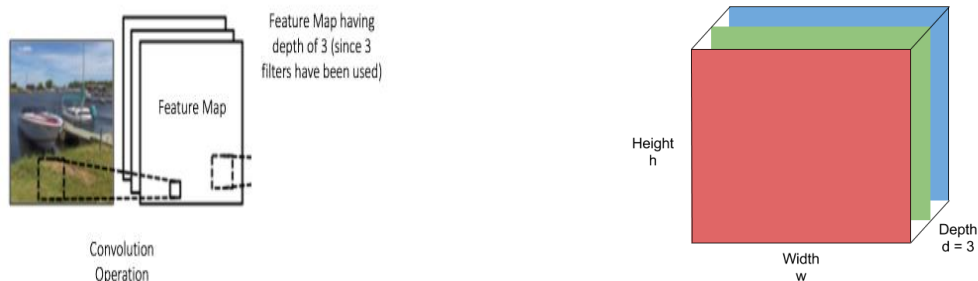 Feature Map having
depth of 3 (since 3
filters have been used)
Feature Map
Convolution
Operation
Height
h
Width
w
Depth
d = 3